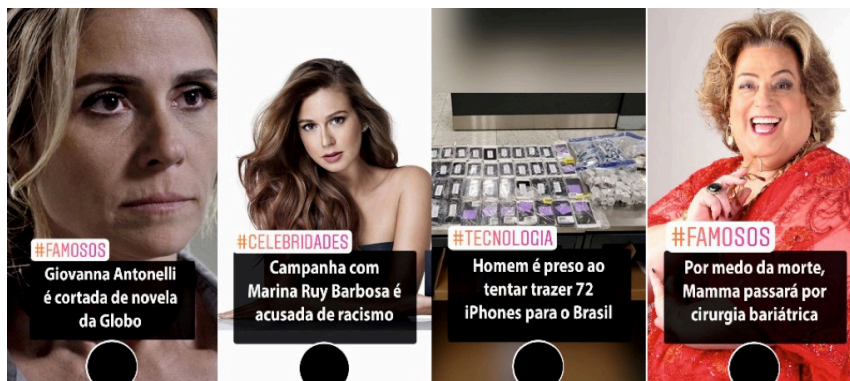 #FAMOSOS
Giovanna Antonelli
é cortada de novela
da Globo
#CELEBRIDADES
Campanha com
Marina Ruy Barbosa é
acusada de racismo
#TECNOLOGIA
Homem é preso ao
tentar trazer 72
iPhones para o Brasil
#FAMOSOS
Por medo da morte,
Mamma passará por
cirurgia bariátrica